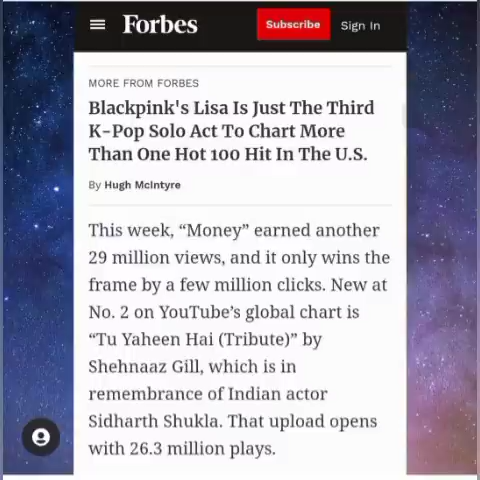 Forbes
Subscribe
Sign In
MORE FROM FORBES
Blackpink's Lisa Is Just The Third
K-Pop Solo Act To Chart More
Than One Hot 100 Hit In The U.S.
By Hugh McIntyre
This week, “Money” earned another
29 million views, and it only wins the
frame by a few million clicks. New at
No. 2 on YouTube’s global chart is
“Tu Yaheen Hai (Tribute)” by
Shehnaaz Gill, which is in
remembrance of Indian actor
Sidharth Shukla. That upload opens
with 26.3 million plays.